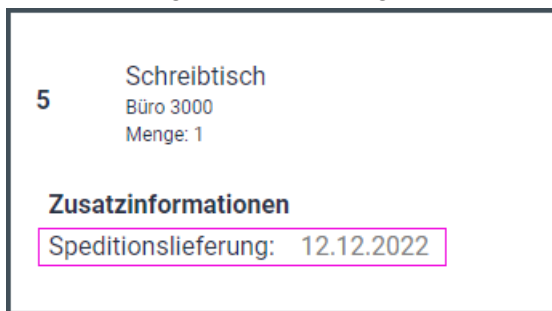 5
Schreibtisch
Büro 3000
Menge: 1
Zusatzinformationen
Speditionslieferung: 12.12.2022